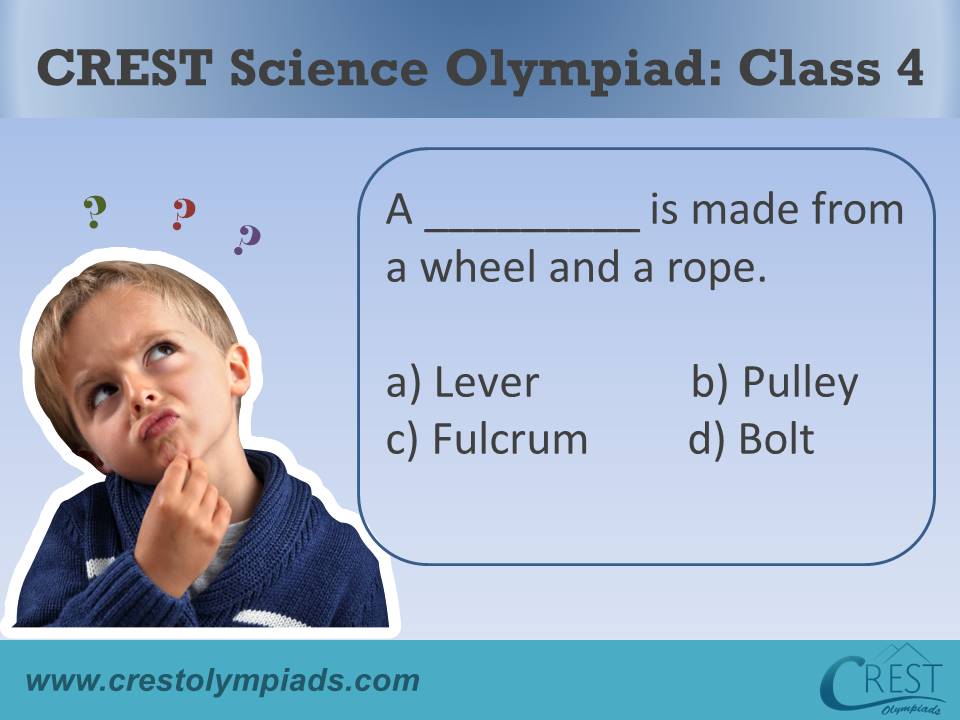 CREST Science Olympiad: Class 4
? ? ?
A _________ is made from
a wheel and a rope.
a) Lever b) Pulley
c) Fulcrum d) Bolt
www.crestolympiads.com
CREST
Olympiads